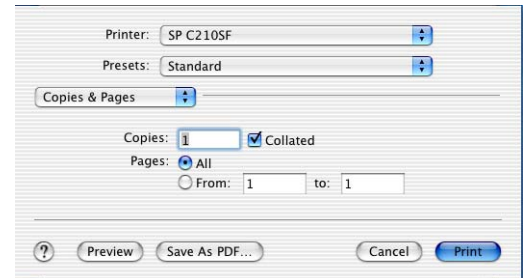 Printer: SP C210SF
Presets: Standard
Copies & Pages
Copies: 1 Collated
Pages: All
From: 1 to: 1
? Preview Save As PDF... Cancel Print